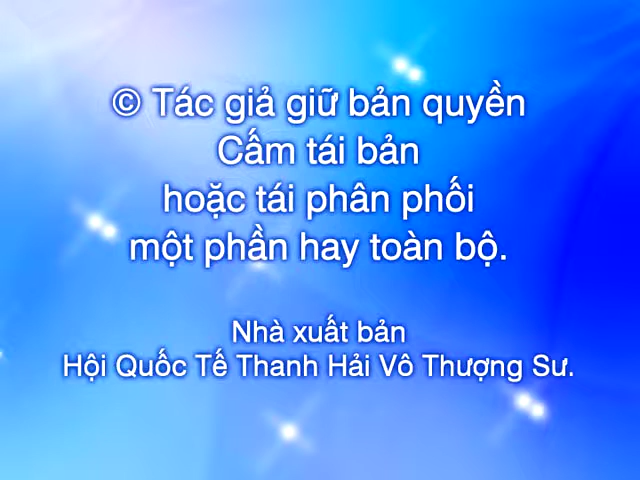 © Tác giả giữ bản quyền
Cấm tái bản
hoặc tái phân phối
một phần hay toàn bộ.
Nhà xuất bản
Hội Quốc Tế Thanh Hải Vô Thượng Sư.